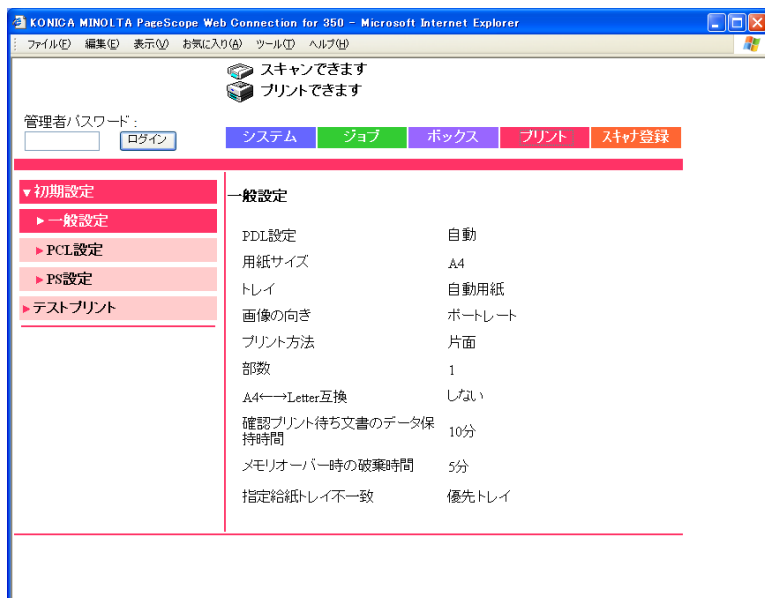 KONICA MINOLTA PageScope Web Connection for 350 - Microsoft Internet Explorer
ファイル(F) 編集(E) 表示(V) お気に入り(A) ツール(T) ヘルプ(H)
スキャンできます
プリントできます
管理者パスワード :
ログイン
システム ジョブ ボックス プリント スキャナ登録
▼初期設定
▶一般設定
▶PCL設定
▶PS設定
▶テストプリント
一般設定
PDL設定 自動
用紙サイズ A4
トレイ 自動用紙
画像の向き ポートレート
プリント方法 片面
部数 1
A4←→Letter互換 しない
確認プリント待ち文書のデータ保
持時間 10分
メモリオーバー時の破棄時間 5分
指定給紙トレイ不一致 優先トレイ